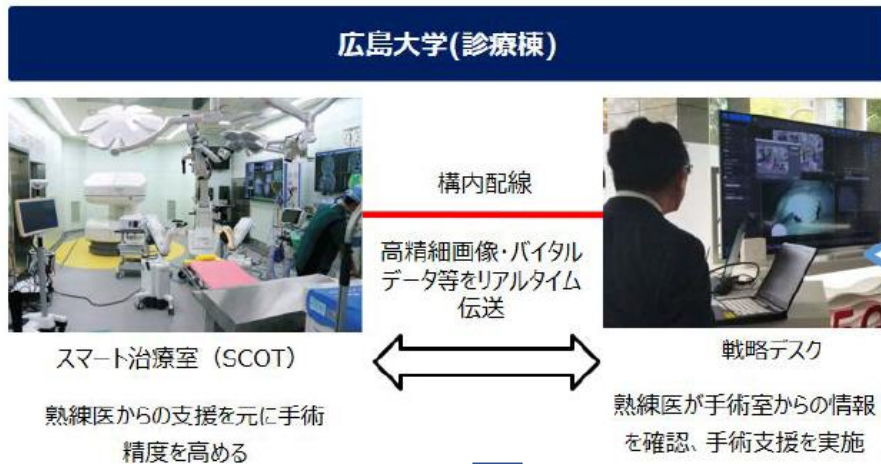 広島大学(診療棟)
構内配線
高精細画像・バイタル
データ等をリアルタイム
伝送
スマート治療室（SCOT）
戦略デスク
熟練医からの支援を元に手術
精度を高める
熟練医が手術室からの情報
を確認、手術支援を実施